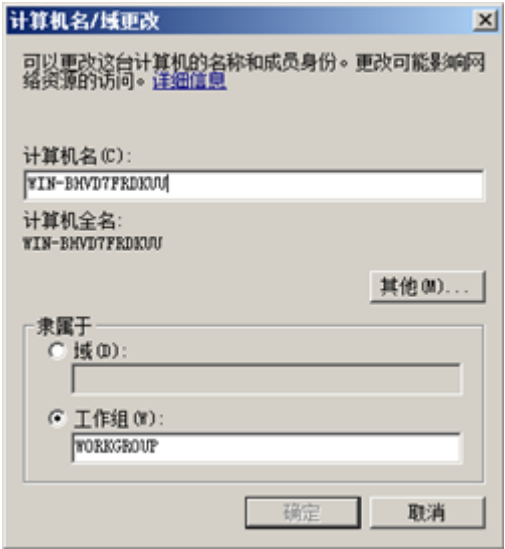 计算机名/域更改
可以更改这台计算机的名称和成员身份。更改可能影响网
络资源的访问。详细信息
计算机名(C):
WIN-BHVD7FRDKUU
计算机全名:
WIN-BHVD7FRDKUU
其他(M)...
隶属于
域(D):
工作组(W):
WORKGROUP
确定
取消